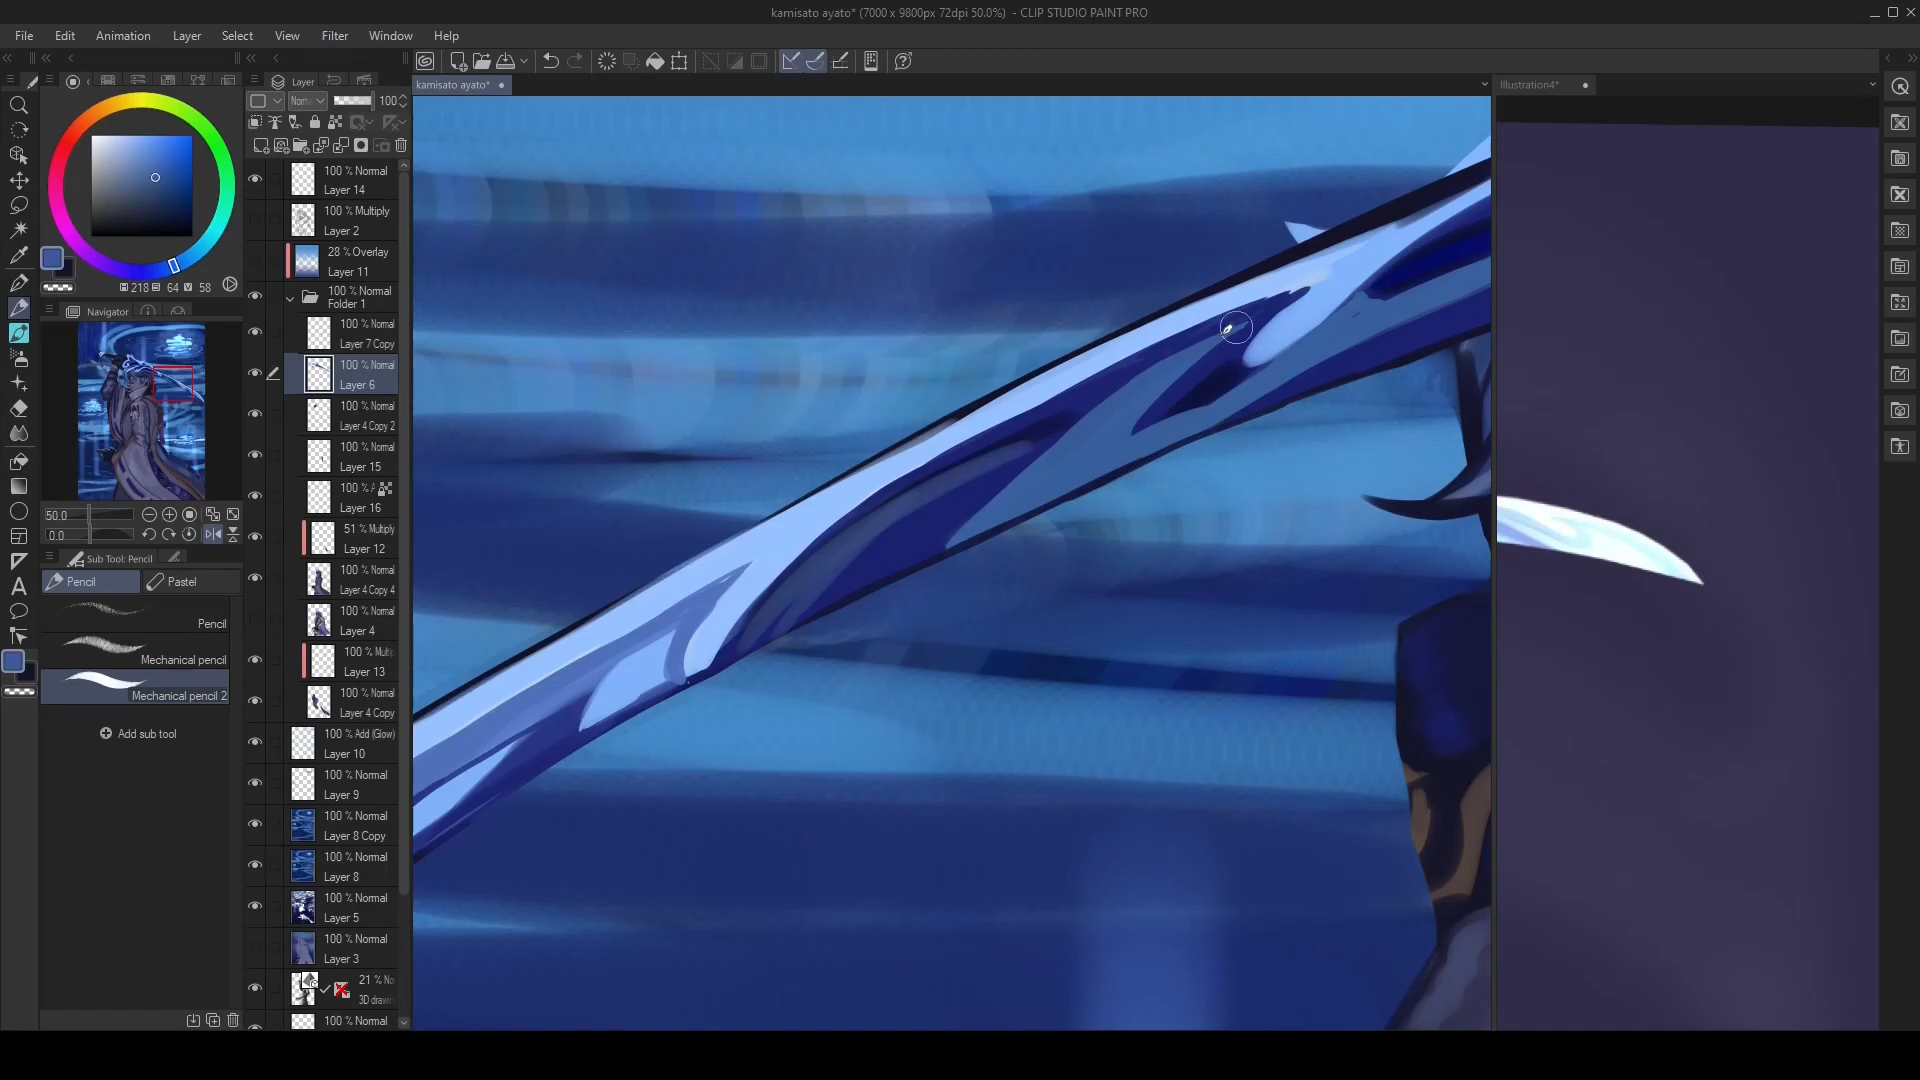 kamisato ayato* (7000 x 9800px 72dpi 50.0%) - CLIP STUDIO PAINT PRO
File Edit Animation Layer Select View Filter Window Help
Layer
kamisato ayato*
Illustration4*
100
100 % Normal
Layer 14
100 % Multiply
Layer 2
28 % Overlay
Layer 11
100 % Normal
Folder 1
100 % Normal
Layer 7 Copy
100 % Normal
Layer 6
100 % Normal
Layer 4 Copy 2
100 % Normal
Layer 15
100 %
Layer 16
51 % Multiply
Layer 12
100 % Normal
Layer 4 Copy 4
100 % Normal
Layer 4
100 %
Layer 13
100 % Normal
Layer 4 Copy
100 % Add (Glow)
Layer 10
100 % Normal
Layer 9
100 % Normal
Layer 8 Copy
100 % Normal
Layer 8
100 % Normal
Layer 5
100 % Normal
Layer 3
21 %
3D drawin
100 % Normal
H 218 S 64 V 58
Navigator
50.0
0.0
Sub Tool: Pencil
Pencil
Pastel
Pencil
Mechanical pencil
Mechanical pencil 2
Add sub tool